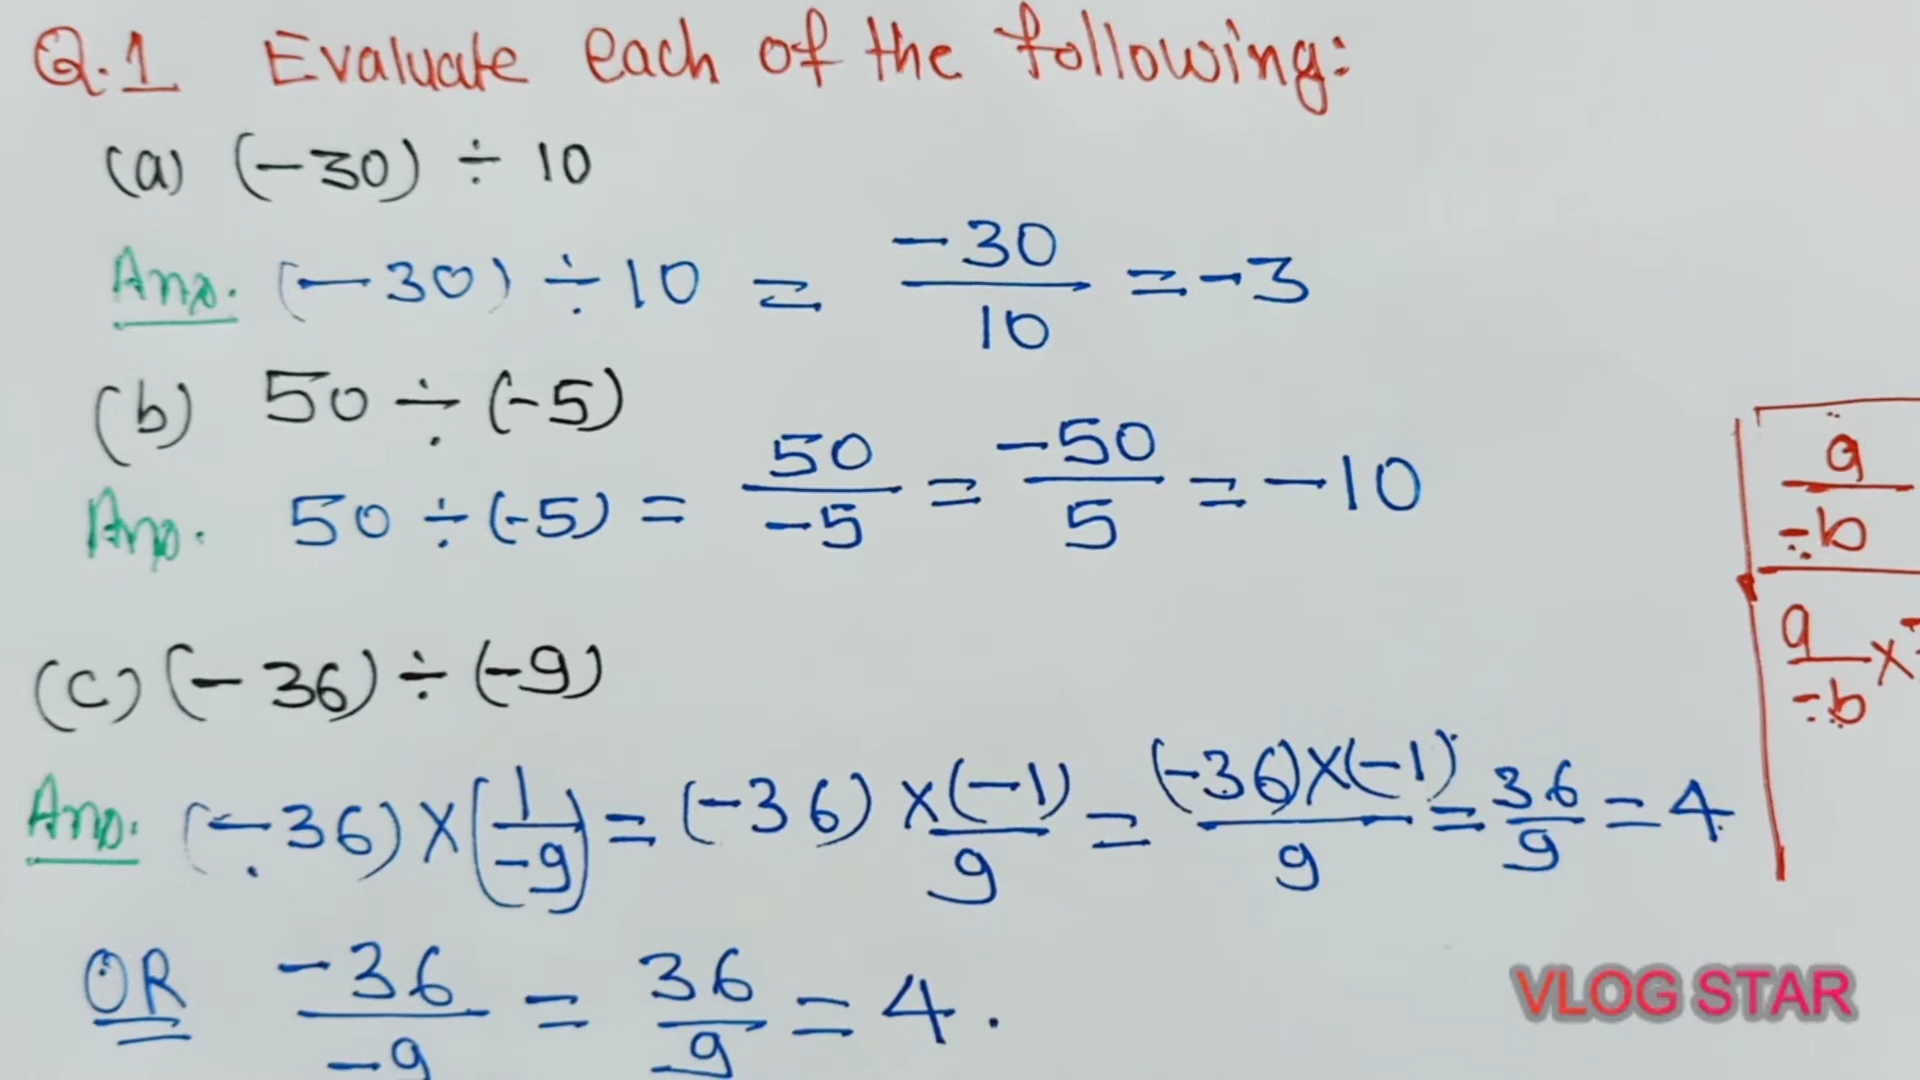 Q.1 Evaluate each of the following:
(a) (-30) ÷ 10
Ans. (-30) ÷ 10 = -30/10 = -3
(b) 50 ÷ (-5)
Ans. 50 ÷ (-5) = 50/-5 = -50/5 = -10
(c) (-36) ÷ (-9)
Ans. (-36) × (1/-9) = (-36) × (-1)/9 = (-36)×(-1)/9 = 36/9 = 4
OR -36/-9 = 36/9 = 4.
a/-b
a/-b ×
VLOG STAR